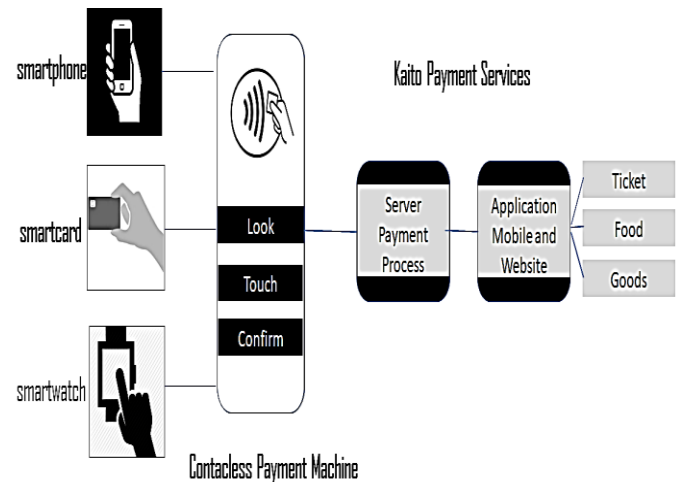 smartphone
Kaito Payment Services
smartcard
Look
Touch
Confirm
Server
Payment
Process
Application
Mobile and
Website
Ticket
Food
Goods
smartwatch
Contacless Payment Machine